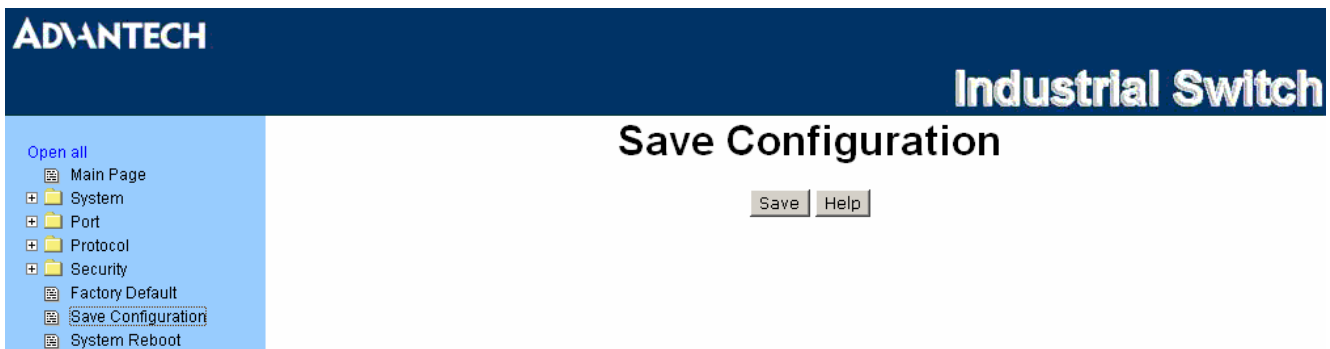 ADVANTECH
Industrial Switch
Open all
Main Page
System
Port
Protocol
Security
Factory Default
Save Configuration
System Reboot
Save Configuration
Save Help